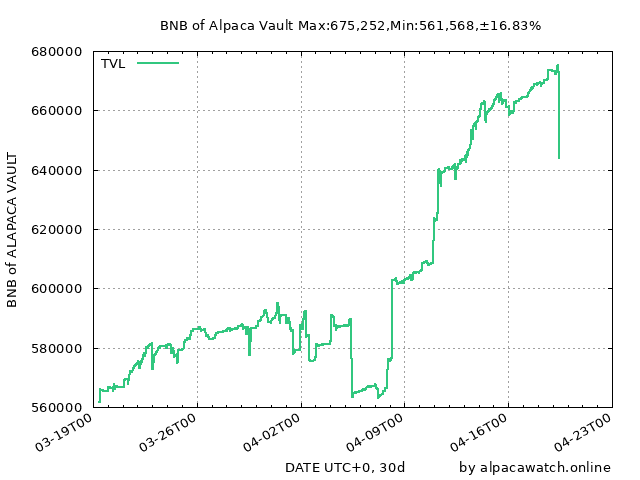 BNB of Alpaca Vault Max:675,252,Min:561,568,±16.83%
TVL
680000
660000
640000
620000
600000
580000
560000
BNB of ALAPACA VAULT
03-19T00
03-26T00
04-02T00
04-09T00
04-16T00
04-23T00
DATE UTC+0, 30d
by alpacawatch.online